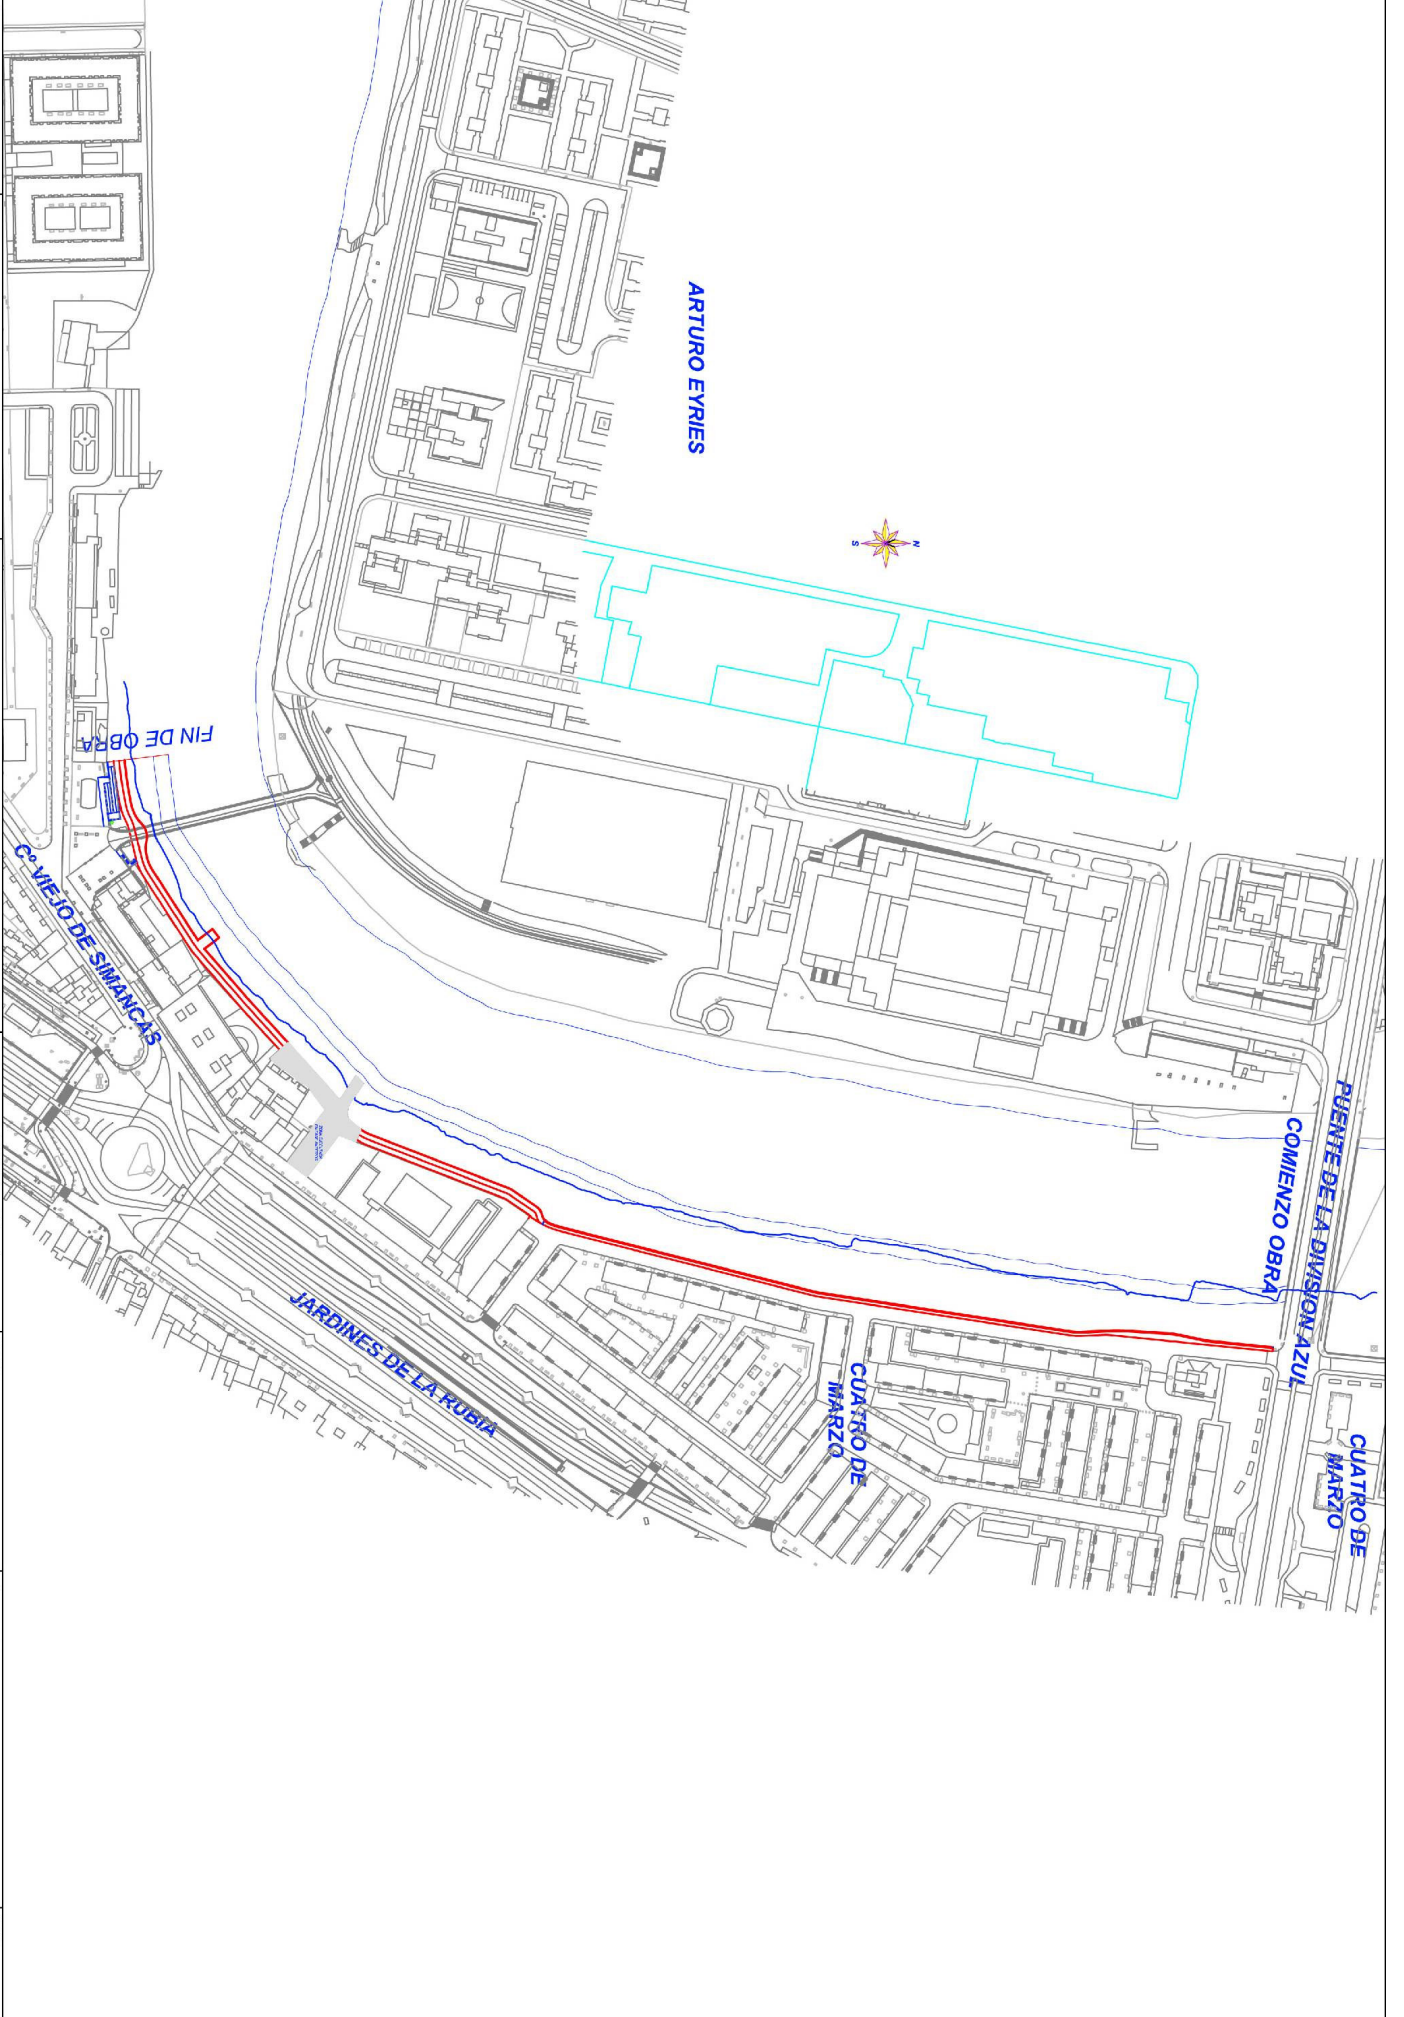 ARTURO EYRIES
N
S
FIN DE OBRA
Cº VIEJO DE SIMANCAS
PUENTE DE LA DIVISION AZUL
COMIENZO OBRA
JARDINES DE LA RUBIA
CUATRO DE
MARZO
CUATRO DE
MARZO